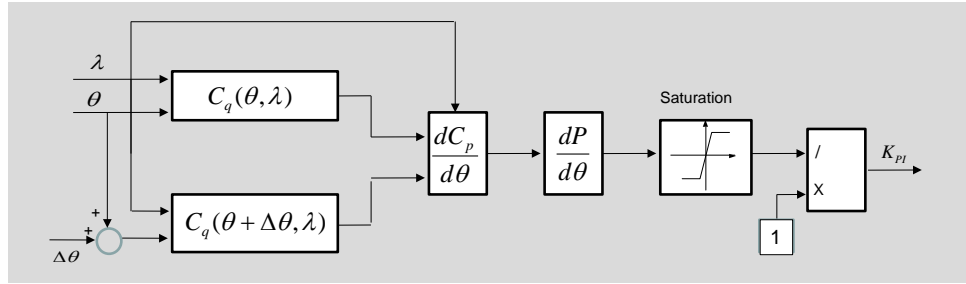 λ
θ
C_q(θ,λ)
Saturation
dC_p
dθ
dP
dθ
/
X
K_PI
C_q(θ+Δθ,λ)
+
+
Δθ
1